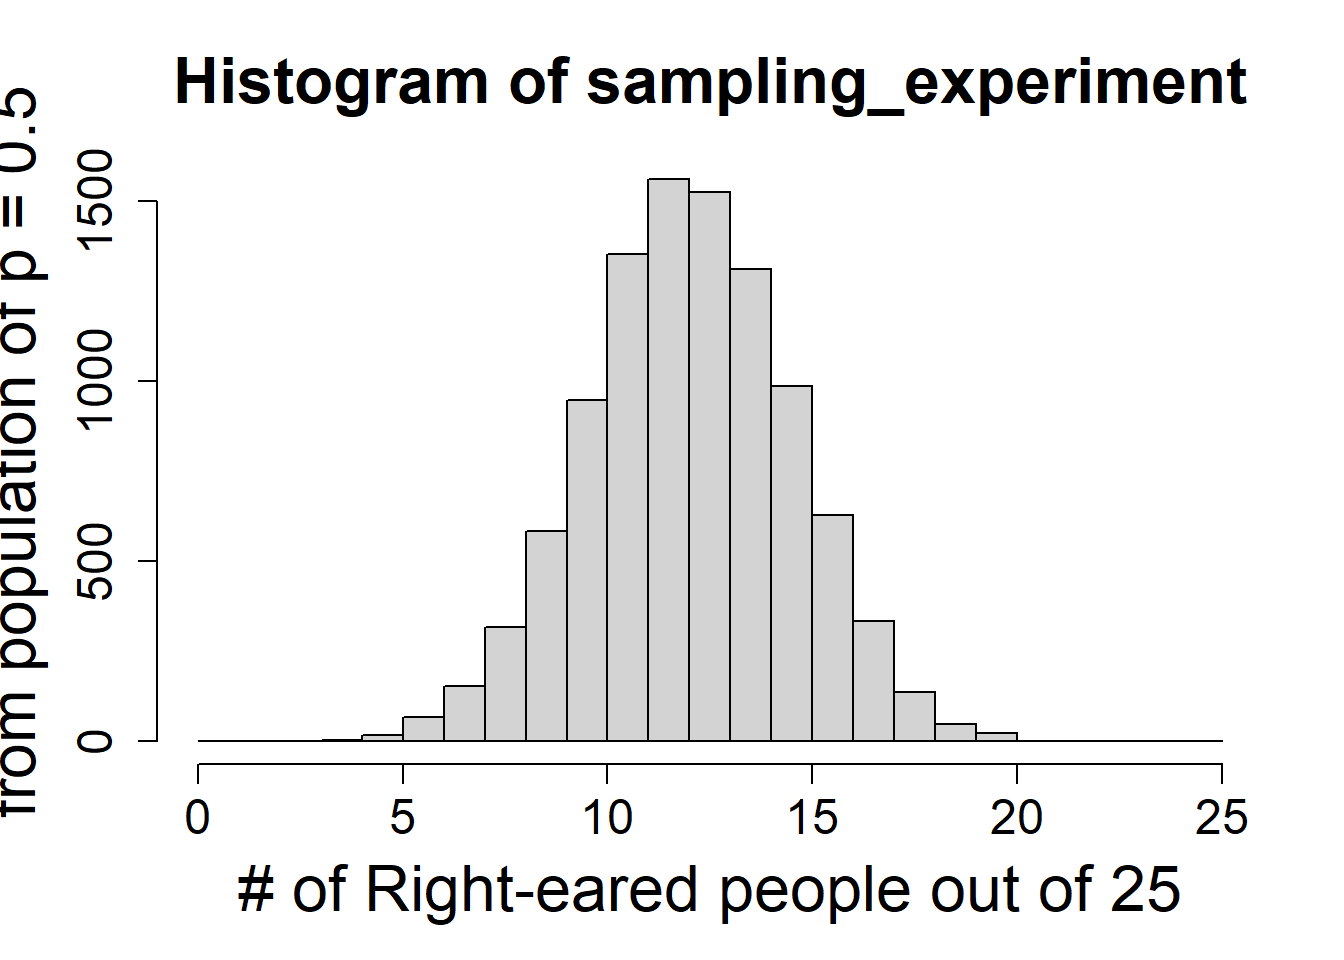 Histogram of sampling_experiment
from population of p = 0.5
1500
1000
500
0
0 5 10 15 20 25
# of Right-eared people out of 25